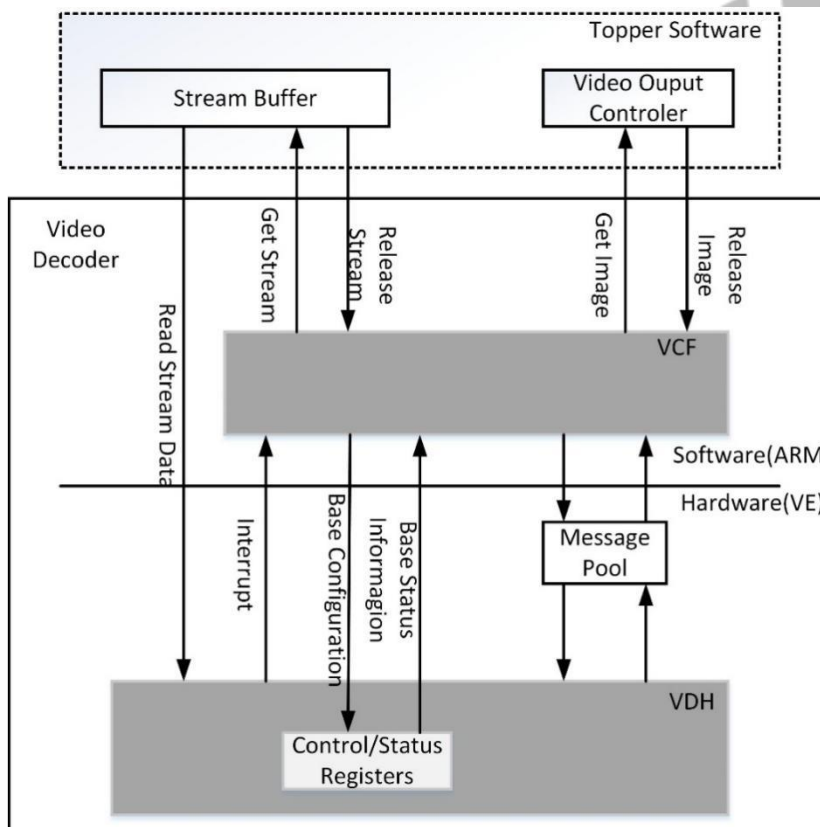 Topper Software
Stream Buffer
Video Ouput
Controler
Video
Decoder
Read Stream Data
Get Stream
Release
Stream
Get Image
Release
Image
VCF
Software(ARM
Hardware(VE)
Interrupt
Base Configuration
Base Status
Informagion
Message
Pool
VDH
Control/Status
Registers